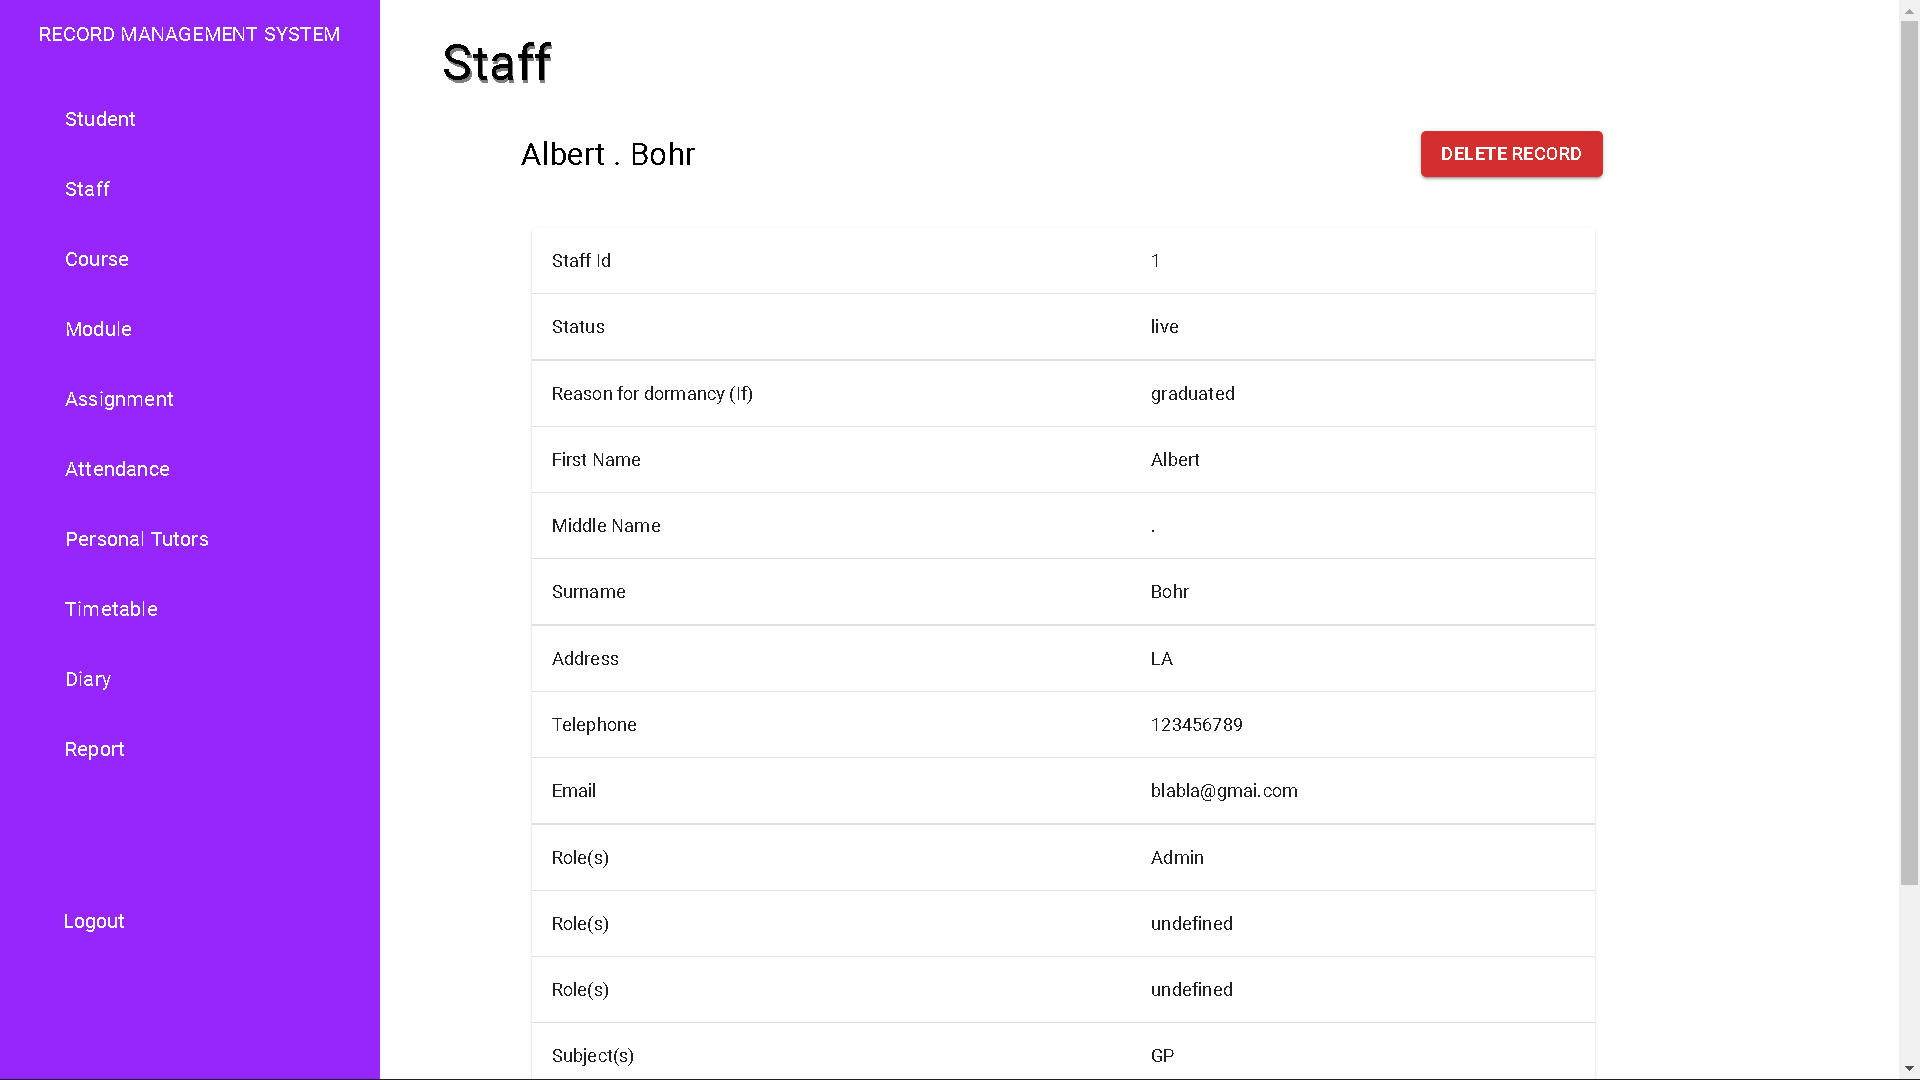 RECORD MANAGEMENT SYSTEM
Student
Staff
Course
Module
Assignment
Attendance
Personal Tutors
Timetable
Diary
Report
Logout
Staff
Albert . Bohr
DELETE RECORD
Staff Id 1
Status live
Reason for dormancy (If) graduated
First Name Albert
Middle Name .
Surname Bohr
Address LA
Telephone 123456789
Email blabla@gmai.com
Role(s) Admin
Role(s) undefined
Role(s) undefined
Subject(s) GP